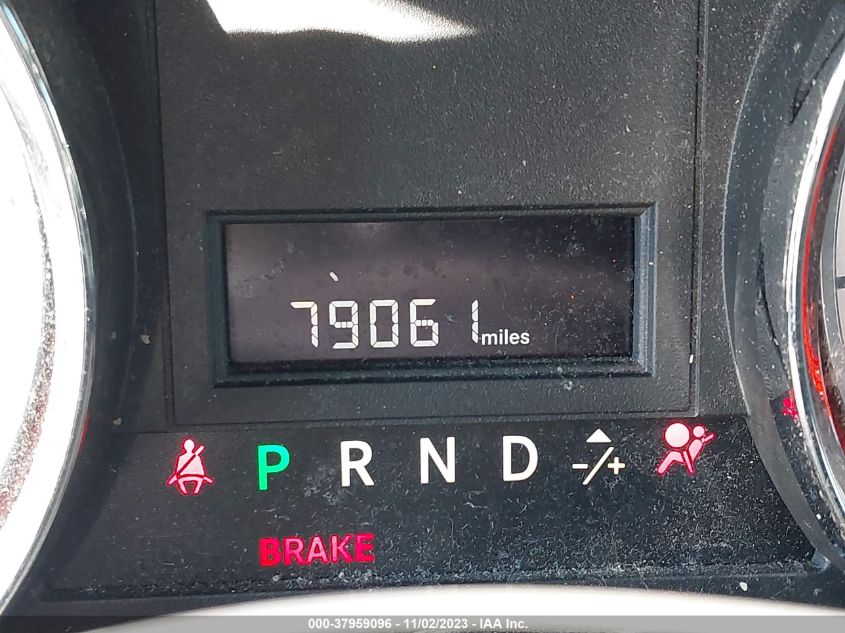 79061 miles
P R N D -/+
BRAKE
000-37959096 - 11/02/2023 - IAA Inc.